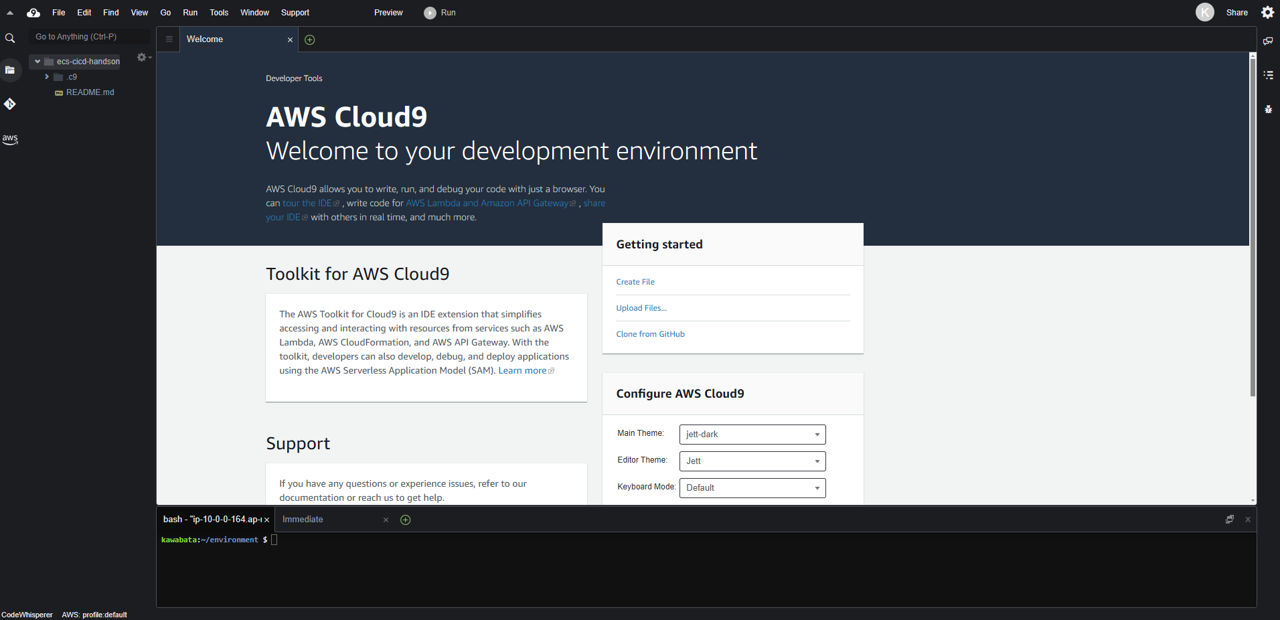 File Edit Find View Go Run Tools Window Support Preview Run K Share
Go to Anything (Ctrl-P)
ecs-cicd-handson
.c9
README.md
aws
Welcome
Developer Tools
AWS Cloud9
Welcome to your development environment
AWS Cloud9 allows you to write, run, and debug your code with just a browser. You
can tour the IDE , write code for AWS Lambda and Amazon API Gateway , share
your IDE with others in real time, and much more.
Getting started
Create File
Upload Files...
Clone from GitHub
Toolkit for AWS Cloud9
The AWS Toolkit for Cloud9 is an IDE extension that simplifies
accessing and interacting with resources from services such as AWS
Lambda, AWS CloudFormation, and AWS API Gateway. With the
toolkit, developers can also develop, debug, and deploy applications
using the AWS Serverless Application Model (SAM). Learn more
Configure AWS Cloud9
Main Theme: jett-dark
Editor Theme: Jett
Keyboard Mode: Default
Support
If you have any questions or experience issues, refer to our
documentation or reach us to get help.
bash - "ip-10-0-0-164.ap-
Immediate
kawabata:~/environment $
CodeWhisperer AWS: profile:default